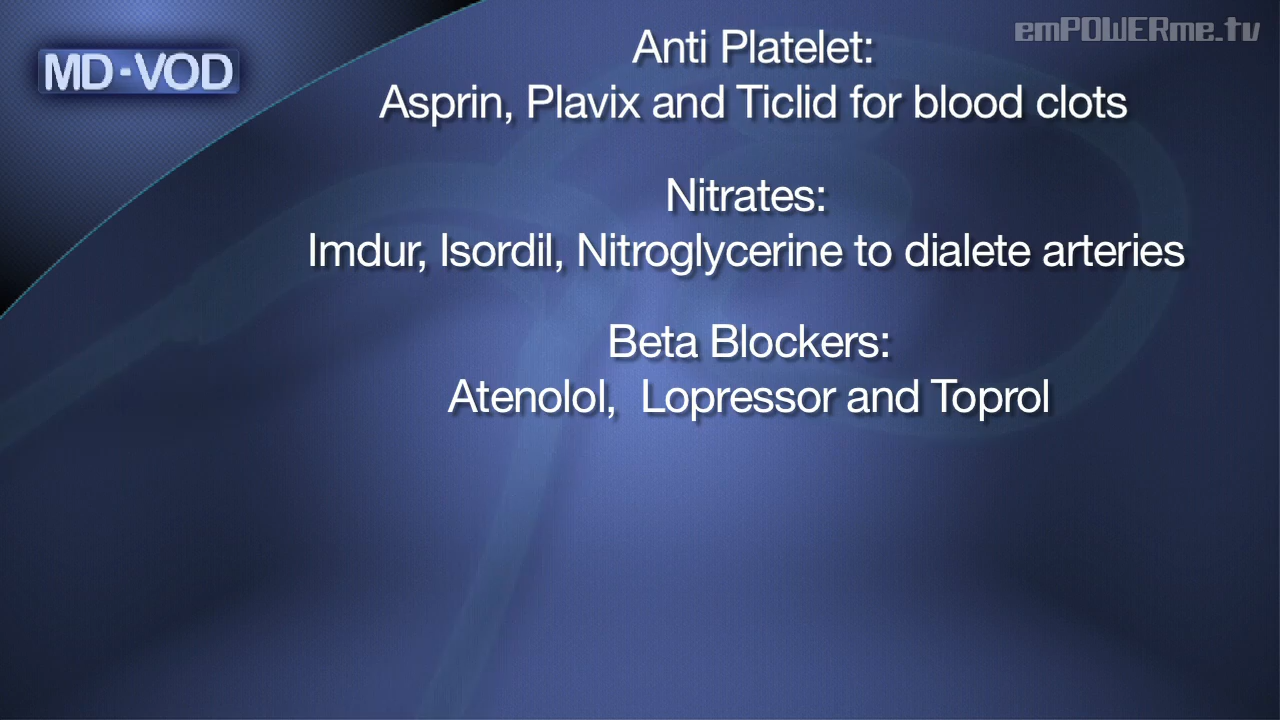 MD-VOD
emPOWERme.tv
Anti Platelet:
Asprin, Plavix and Ticlid for blood clots
Nitrates:
Imdur, Isordil, Nitroglycerine to dialete arteries
Beta Blockers:
Atenolol,  Lopressor and Toprol